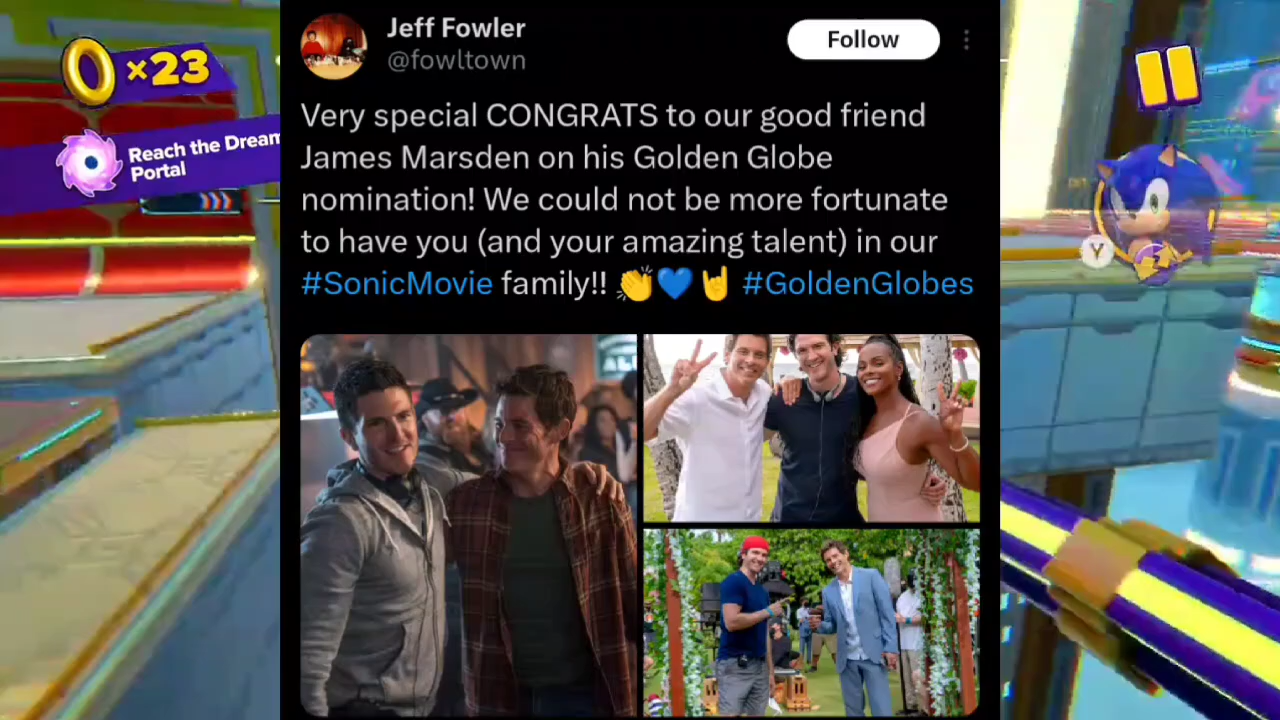 ×23
Reach the Dream
Portal
Jeff Fowler
@fowltown
Follow
Very special CONGRATS to our good friend
James Marsden on his Golden Globe
nomination! We could not be more fortunate
to have you (and your amazing talent) in our
#SonicMovie family!! 👏💙🤘 #GoldenGlobes
Y